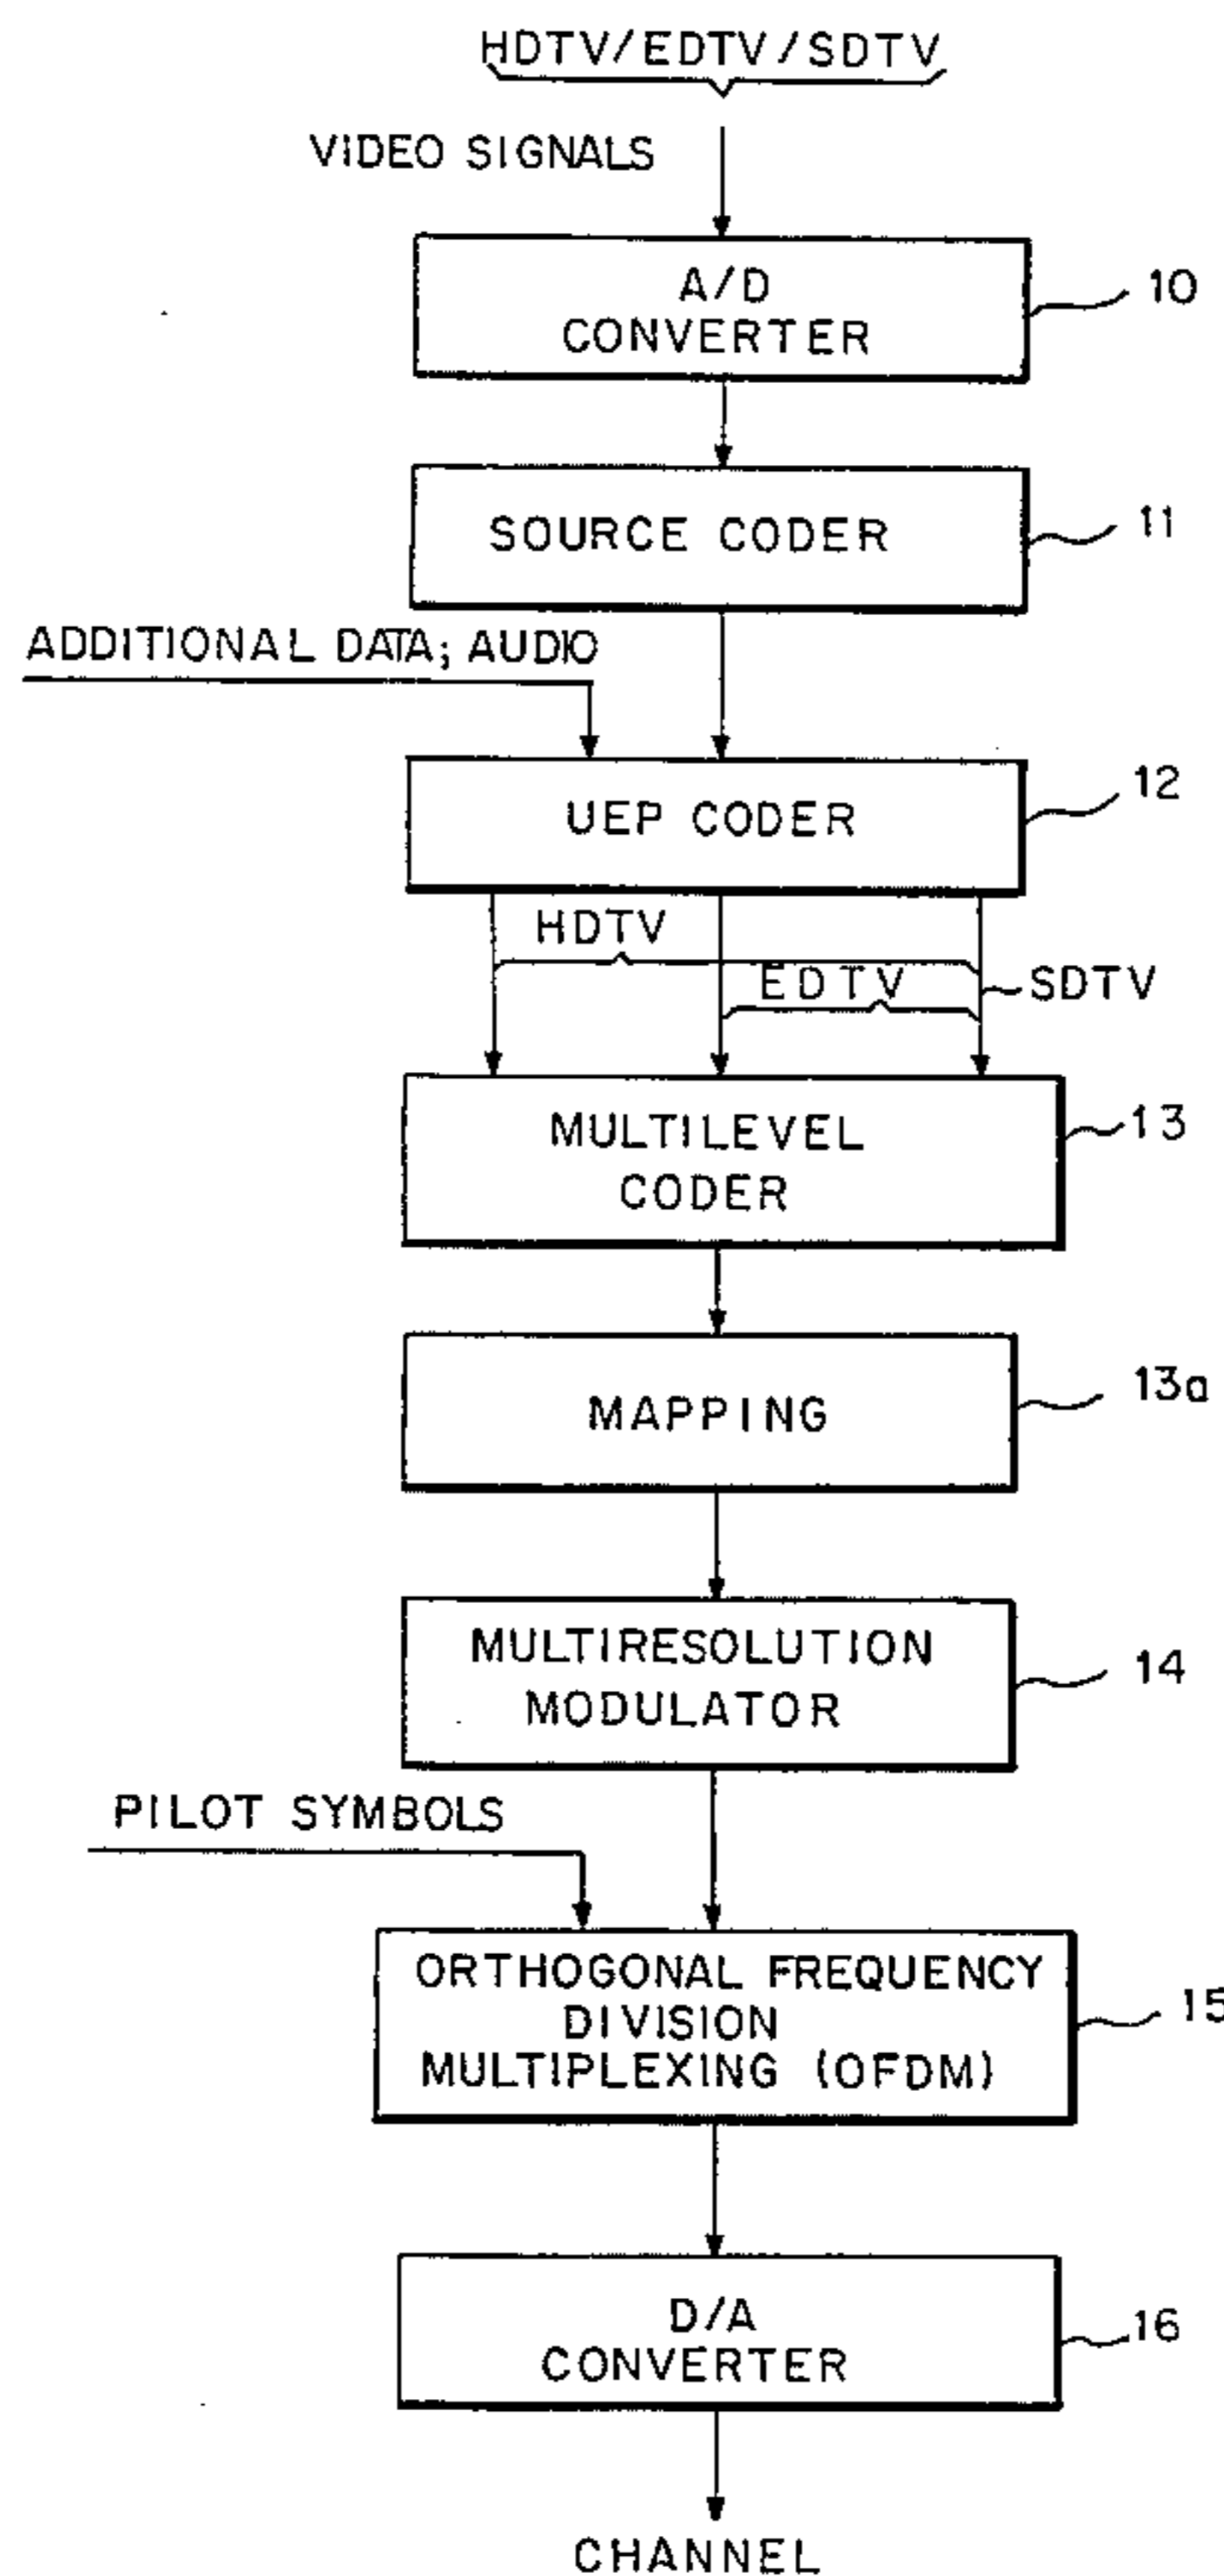 HDTV/EDTV/SDTV
VIDEO SIGNALS
A/D
CONVERTER
10
SOURCE CODER
11
ADDITIONAL DATA; AUDIO
UEP CODER
12
HDTV
EDTV
SDTV
MULTILEVEL
CODER
13
MAPPING
13a
MULTIRESOLUTION
MODULATOR
14
PILOT SYMBOLS
ORTHOGONAL FREQUENCY
DIVISION
MULTIPLEXING (OFDM)
15
D/A
CONVERTER
16
CHANNEL